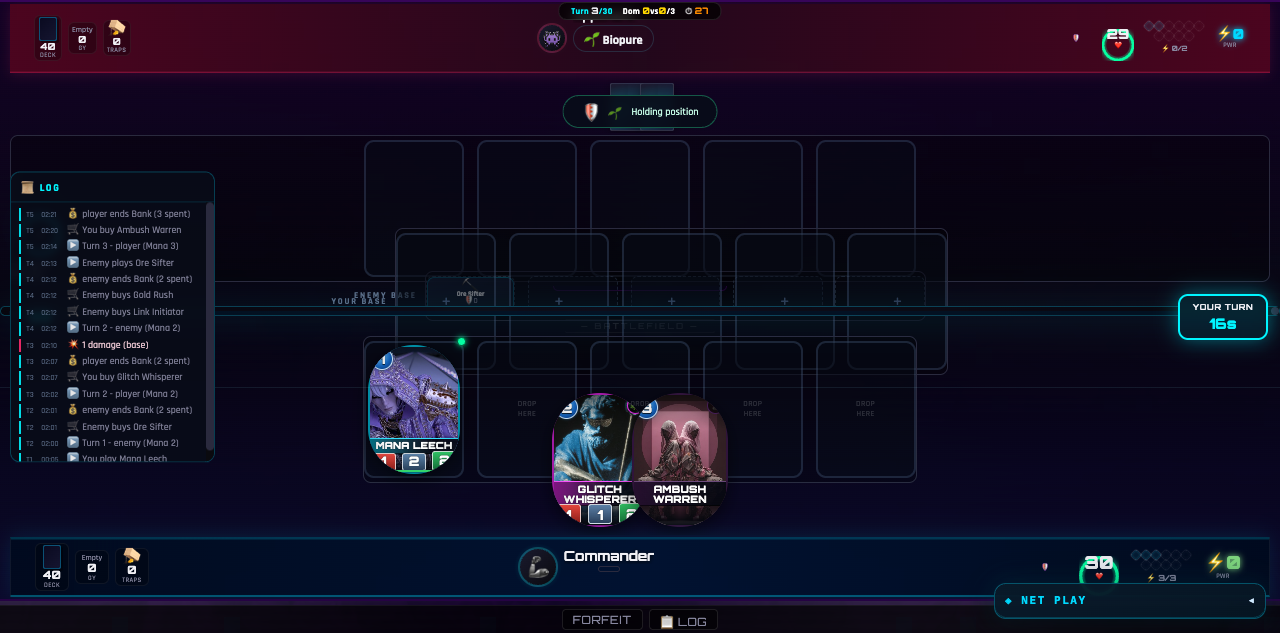 Turn 3/30 Dom 0vs0/3 27
40
DECK
Empty
0
GY
0
TRAPS
Biopure
29
0/2
0
PWR
Holding position
LOG
T5 02:21 player ends Bank (3 spent)
T5 02:20 You buy Ambush Warren
T5 02:14 Turn 3 - player (Mana 3)
T4 02:13 Enemy plays Ore Sifter
T4 02:12 enemy ends Bank (2 spent)
T4 02:12 Enemy buys Gold Rush
T4 02:12 Enemy buys Link Initiator
T4 02:12 Turn 2 - enemy (Mana 2)
T3 02:10 1 damage (base)
T3 02:07 player ends Bank (2 spent)
T3 02:07 You buy Glitch Whisperer
T3 02:02 Turn 2 - player (Mana 2)
T2 02:01 enemy ends Bank (2 spent)
T2 02:01 Enemy buys Ore Sifter
T2 02:00 Turn 1 - enemy (Mana 2)
T1 00:05 You play Mana Leech
ENEMY BASE
YOUR BASE
Ore Sifter
+ + + + +
— BATTLEFIELD —
YOUR TURN
16s
1
MANA LEECH
1 2 2
2
GLITCH
WHISPERER
1 1 2
3
AMBUSH
WARREN
DROP
HERE
DROP
HERE
40
DECK
Empty
0
GY
0
TRAPS
Commander
30
3/3
0
PWR
NET PLAY
FORFEIT
LOG